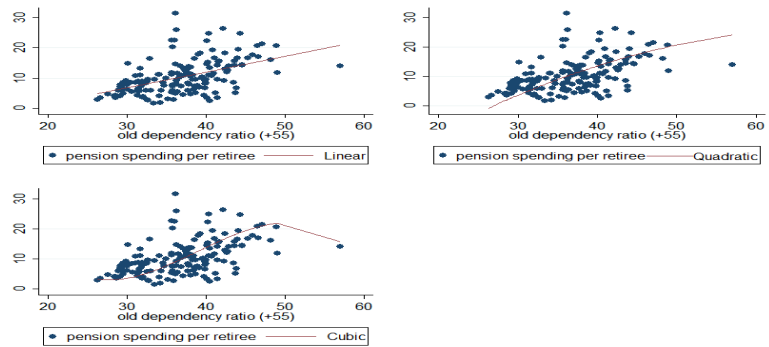 30
20
10
0
20 30 40 50 60
old dependency ratio (+55)
pension spending per retiree Linear
30
20
10
0
20 30 40 50 60
old dependency ratio (+55)
pension spending per retiree Quadratic
30
20
10
0
20 30 40 50 60
old dependency ratio (+55)
pension spending per retiree Cubic